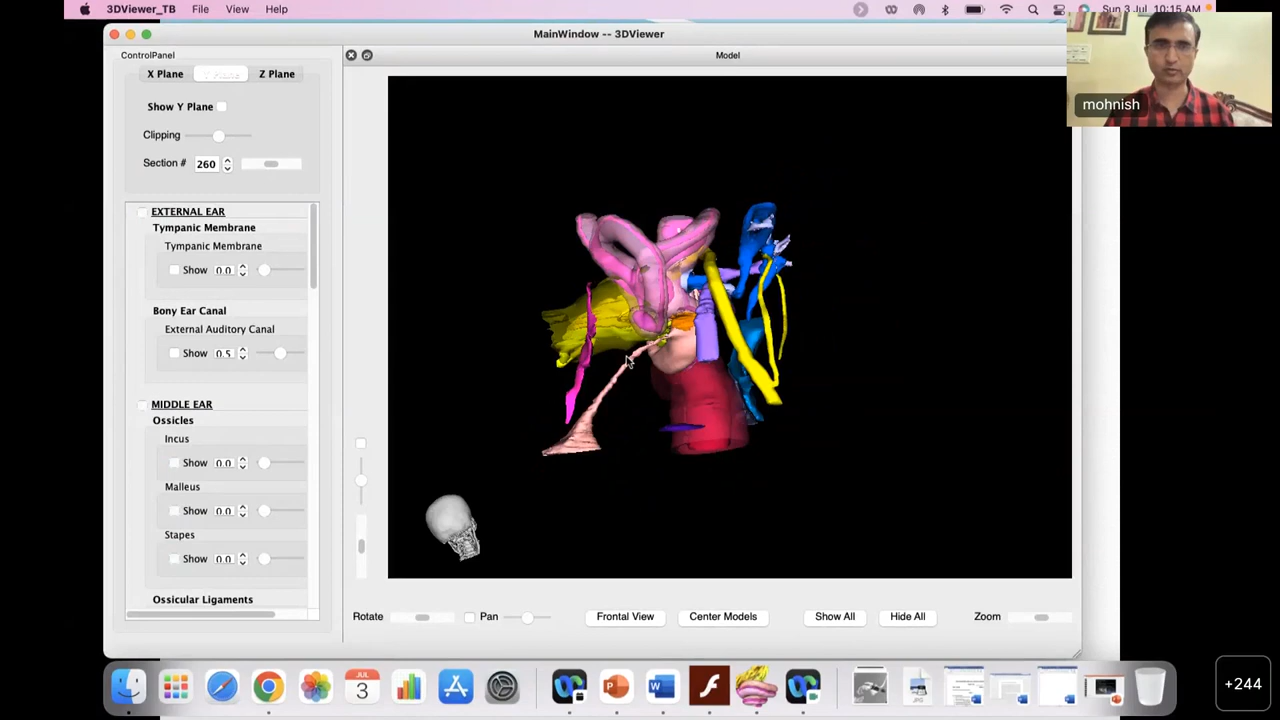 3DViewer_TB File View Help
Sun 3 Jul 10:15 AM
MainWindow -- 3DViewer
ControlPanel
Model
X Plane Y Plane Z Plane
Show Y Plane
Clipping
Section # 260
EXTERNAL EAR
Tympanic Membrane
Tympanic Membrane
Show 0.0
Bony Ear Canal
External Auditory Canal
Show 0.5
MIDDLE EAR
Ossicles
Incus
Show 0.0
Malleus
Show 0.0
Stapes
Show 0.0
Ossicular Ligaments
Rotate Pan Frontal View Center Models Show All Hide All Zoom
mohnish
JUL
3
+244